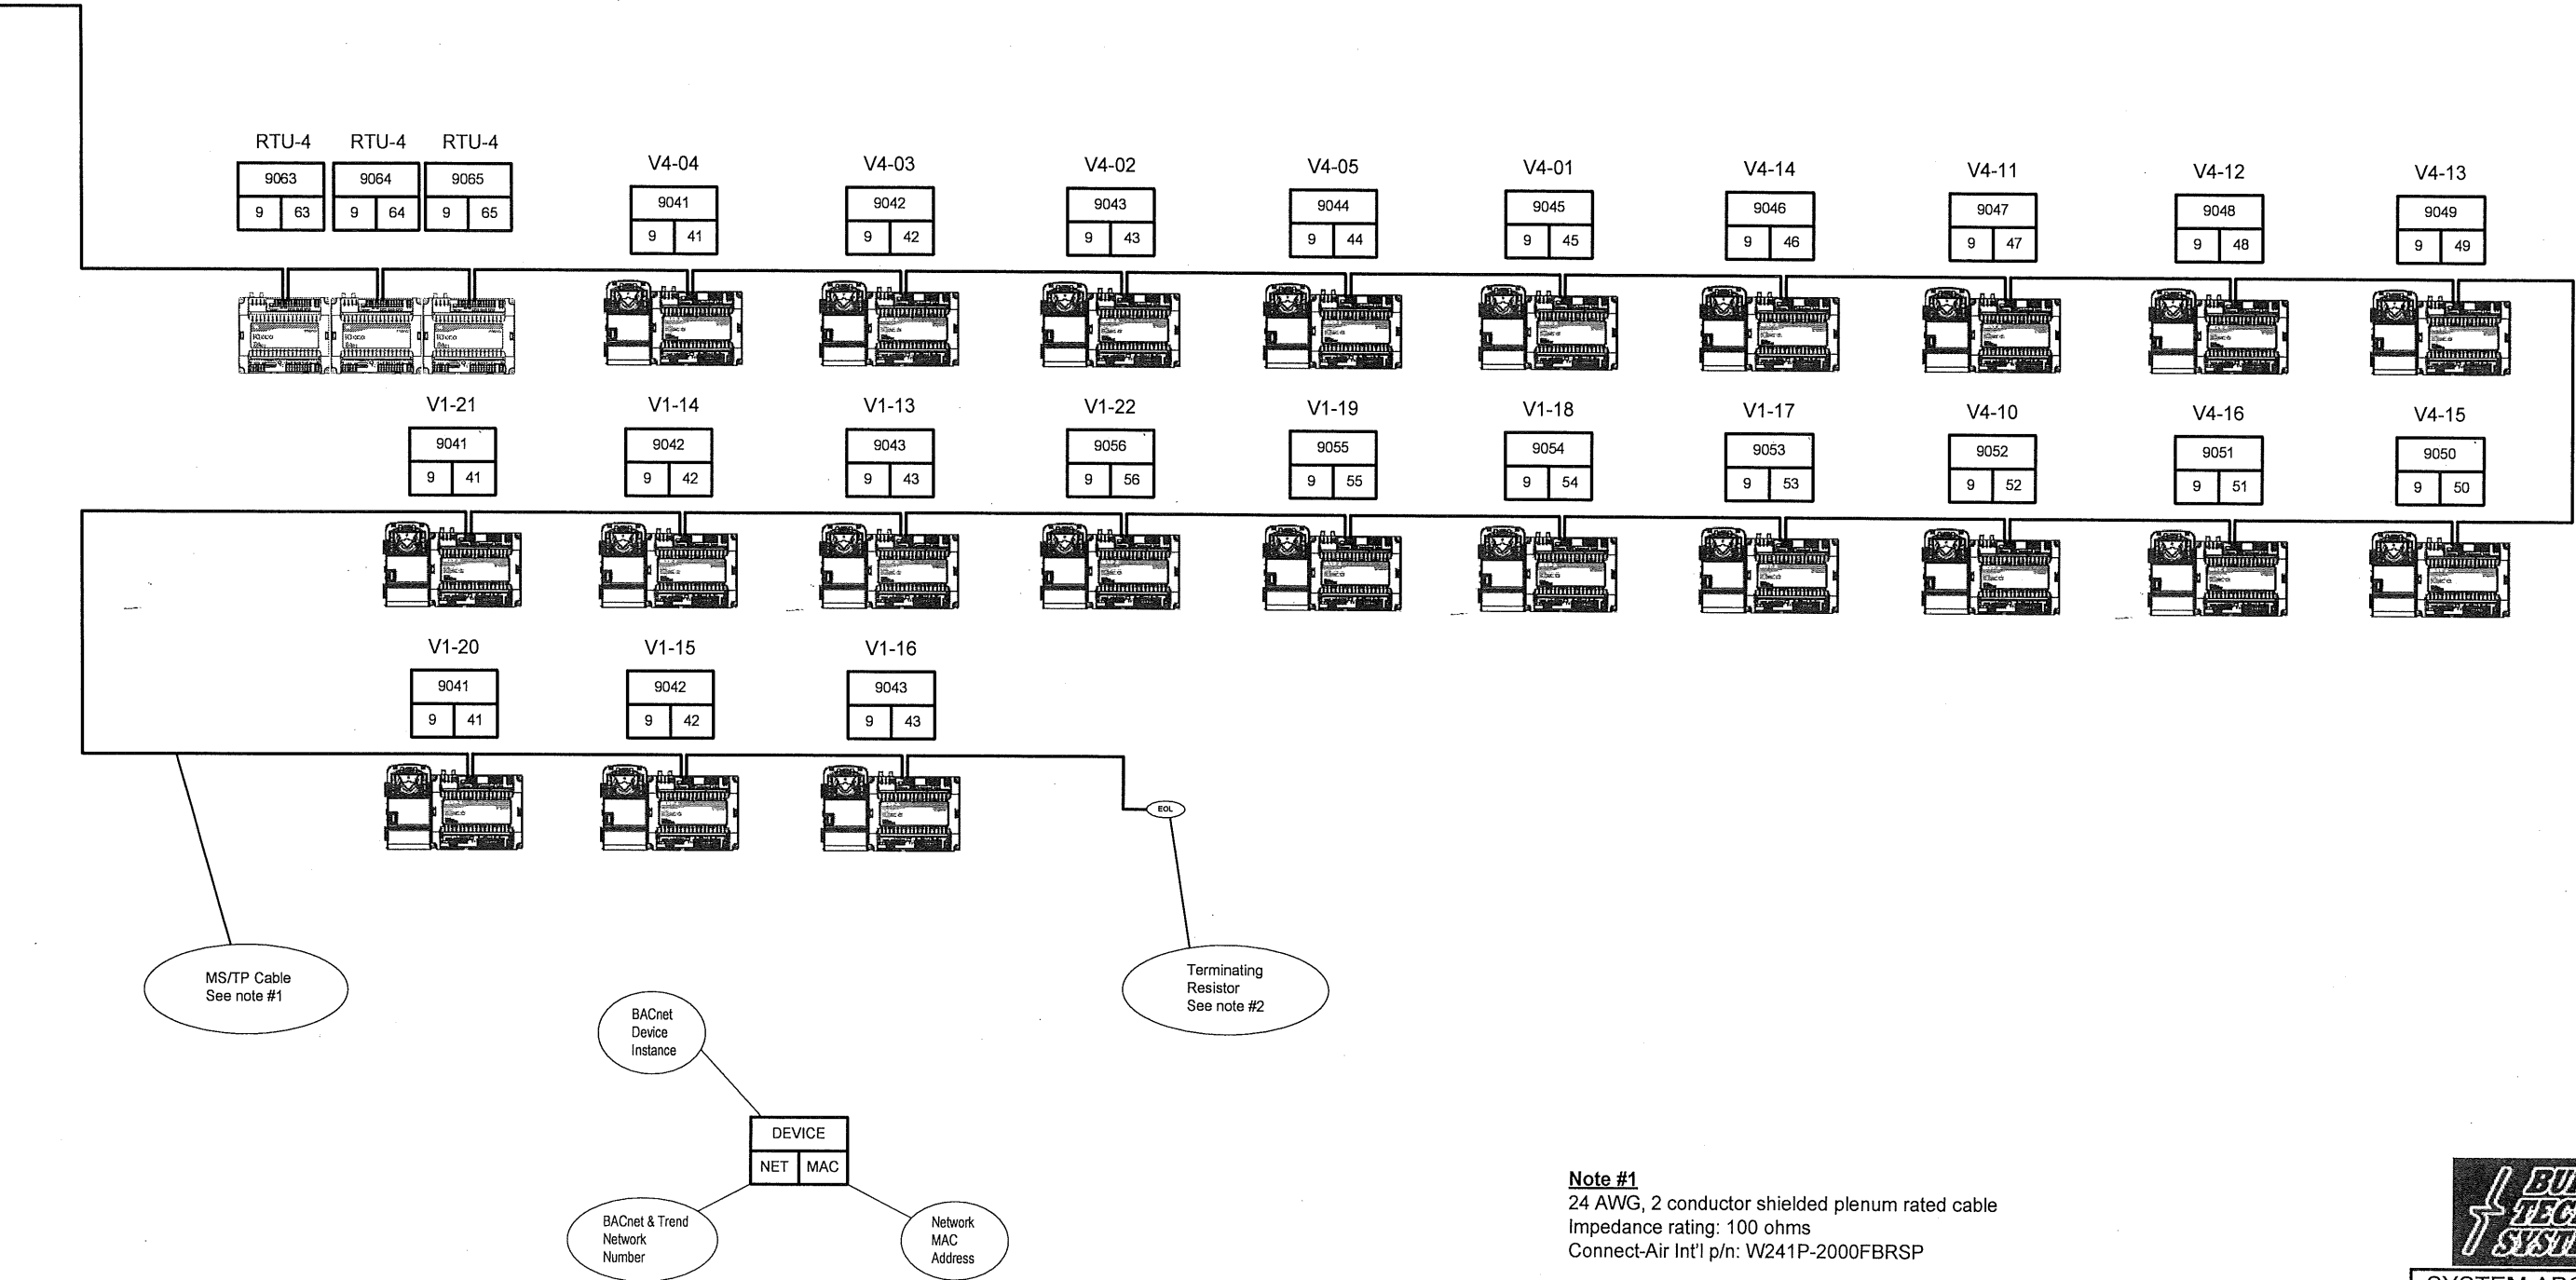 RTU-4 RTU-4 RTU-4
9063 9064 9065
9 63 9 64 9 65
V4-04 V4-03 V4-02 V4-05 V4-01 V4-14 V4-11 V4-12 V4-13
9041 9042 9043 9044 9045 9046 9047 9048 9049
9 41 9 42 9 43 9 44 9 45 9 46 9 47 9 48 9 49
V1-21 V1-14 V1-13 V1-22 V1-19 V1-18 V1-17 V4-10 V4-16 V4-15
9041 9042 9043 9056 9055 9054 9053 9052 9051 9050
9 41 9 42 9 43 9 56 9 55 9 54 9 53 9 52 9 51 9 50
V1-20 V1-15 V1-16
9041 9042 9043
9 41 9 42 9 43
EOL
MS/TP Cable
See note #1
Terminating
Resistor
See note #2
BACnet
Device
Instance
DEVICE
NET MAC
BACnet & Trend
Network
Number
Network
MAC
Address
Note #1
24 AWG, 2 conductor shielded plenum rated cable
Impedance rating: 100 ohms
Connect-Air Int'l p/n: W241P-2000FBRSP